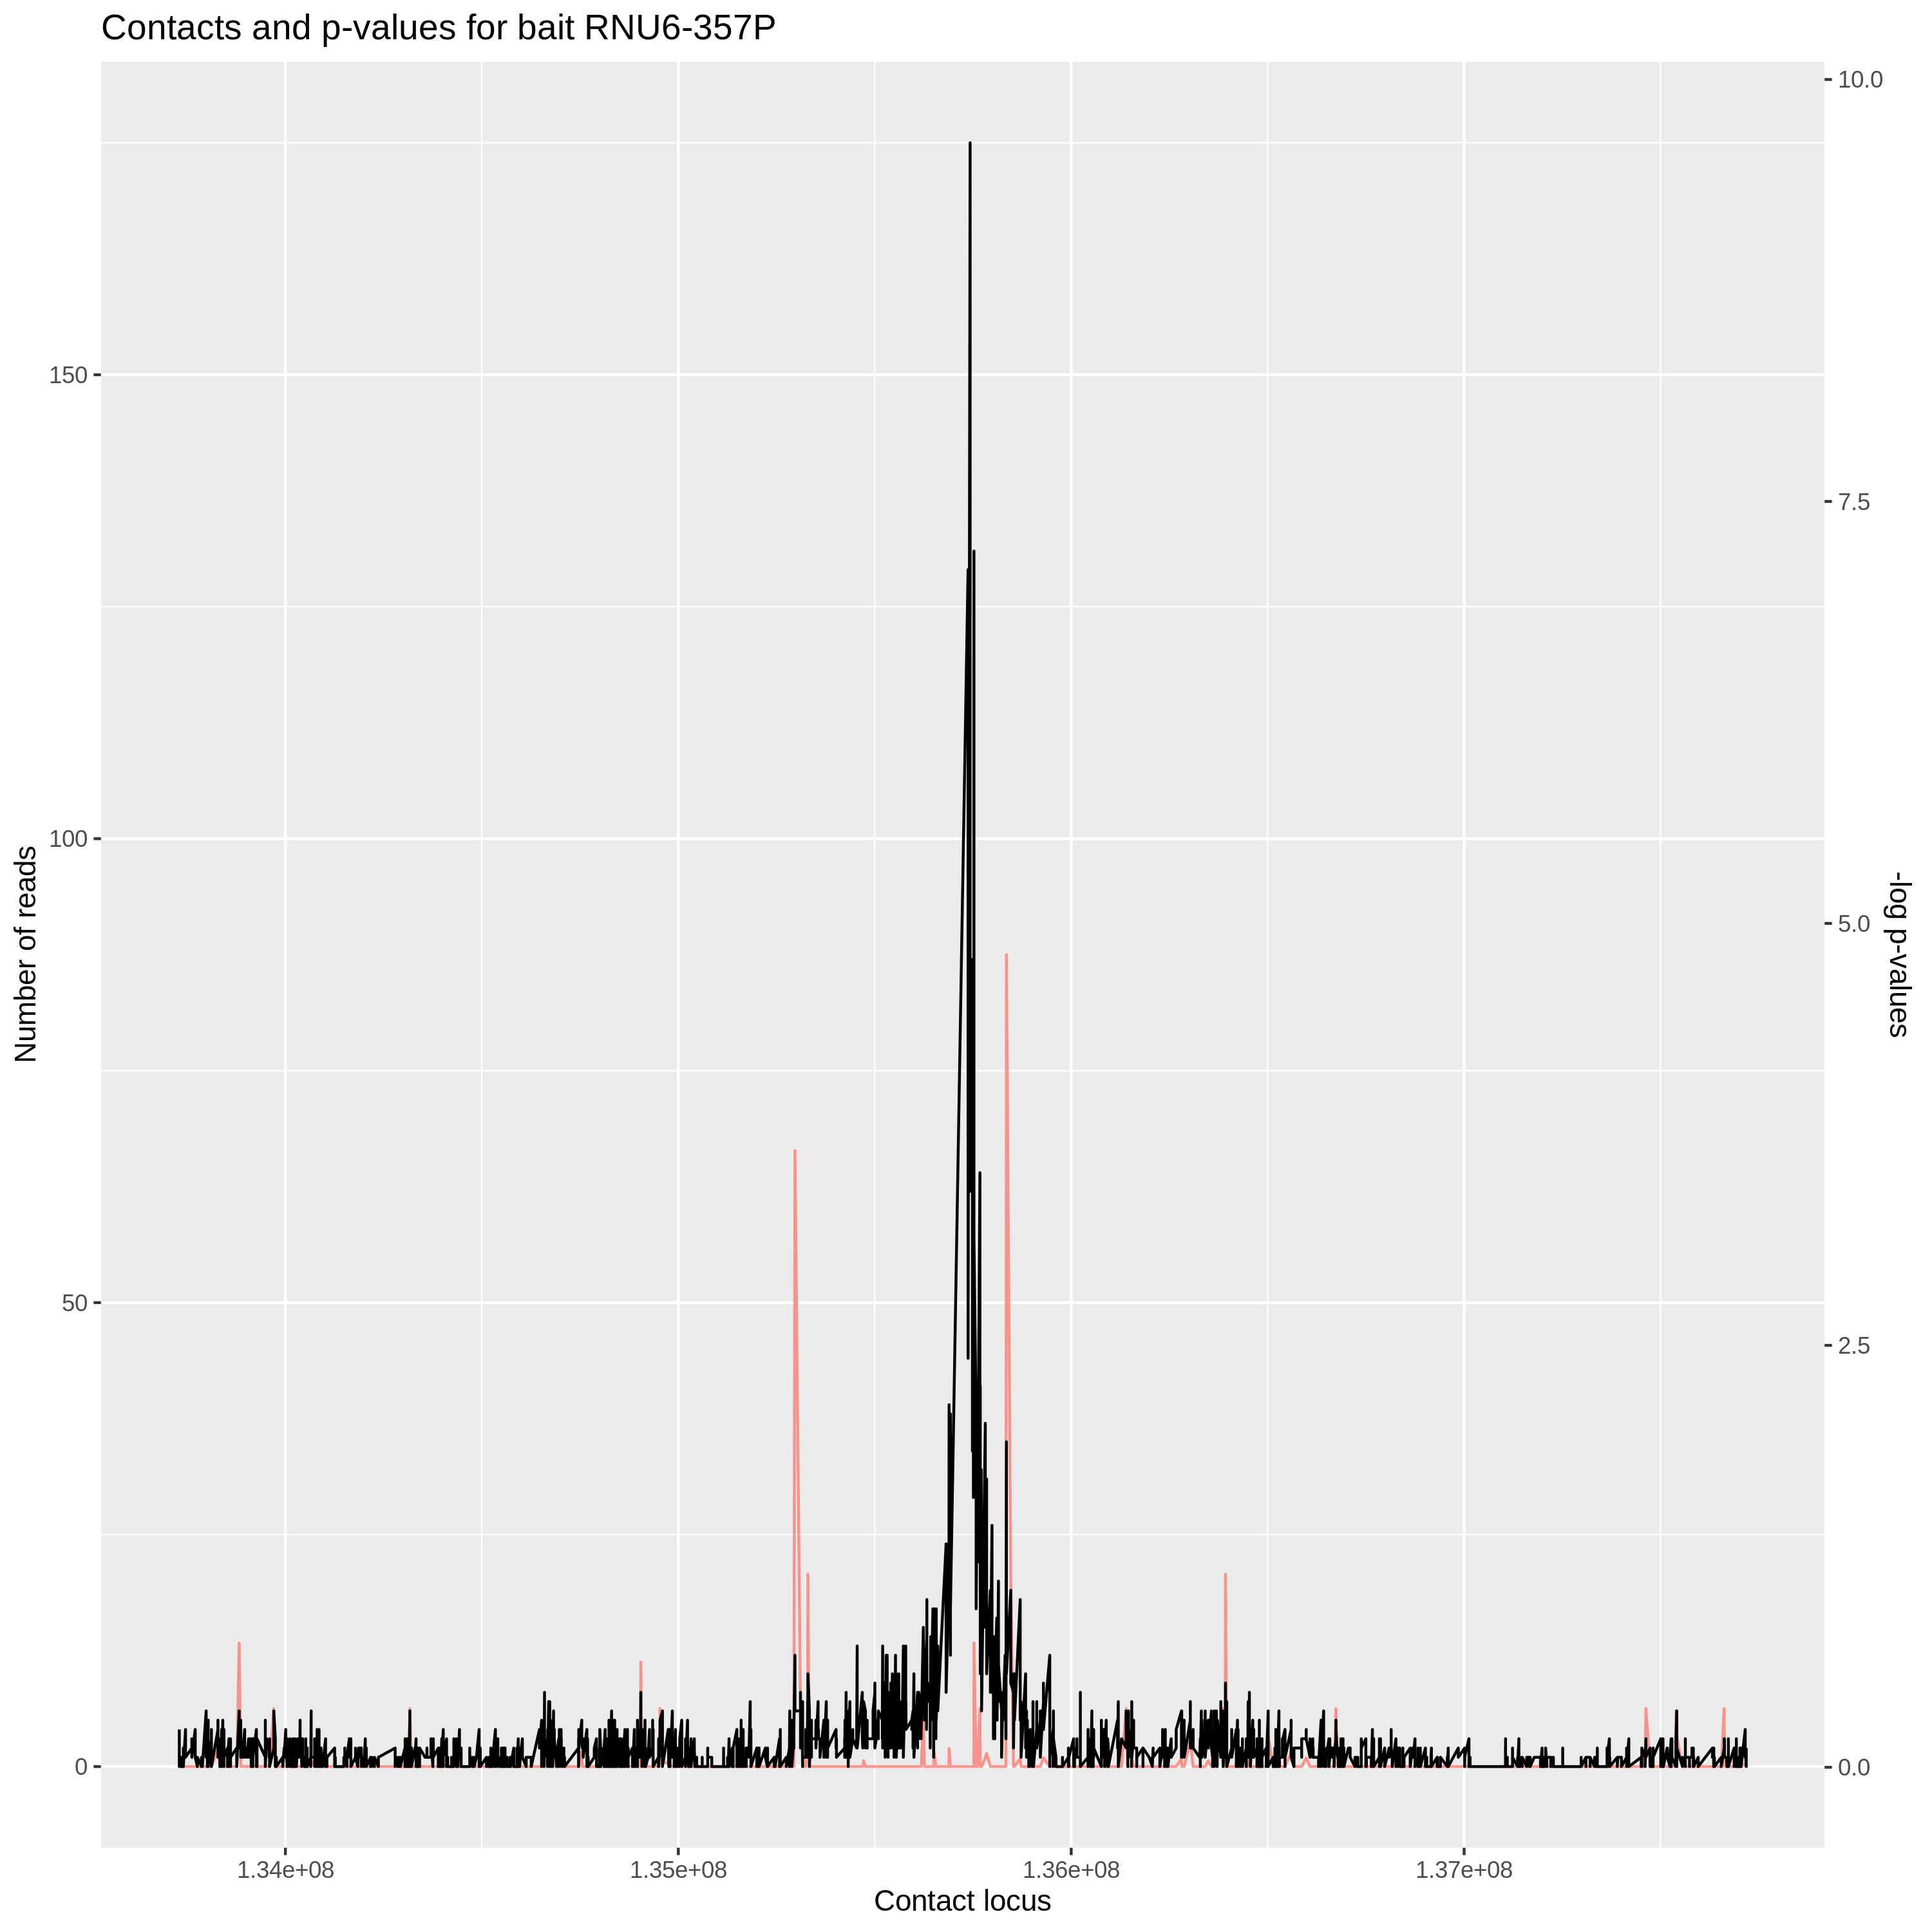 Contacts and p-values for bait RNU6-357P
10.0
150
7.5
100
5.0
50
2.5
0
0.0
Number of reads
-log p-values
1.34e+08
1.35e+08
1.36e+08
1.37e+08
Contact locus